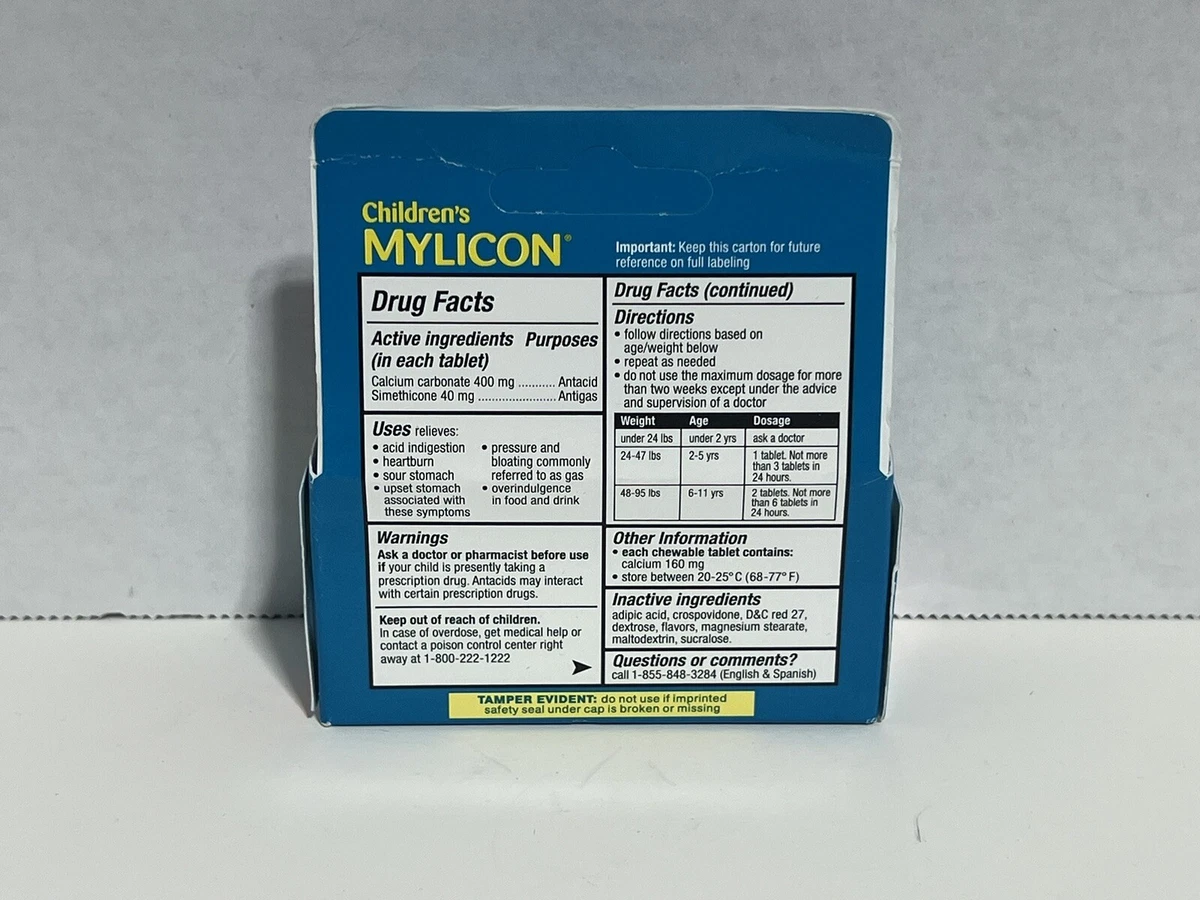 Children's
MYLICON®
Important: Keep this carton for future
reference on full labeling
Drug Facts
Active ingredients Purposes
(in each tablet)
Calcium carbonate 400 mg ........... Antacid
Simethicone 40 mg ....................... Antigas
Uses relieves:
• acid indigestion
• heartburn
• sour stomach
• upset stomach
associated with
these symptoms
• pressure and
bloating commonly
referred to as gas
• overindulgence
in food and drink
Warnings
Ask a doctor or pharmacist before use
if your child is presently taking a
prescription drug. Antacids may interact
with certain prescription drugs.
Keep out of reach of children.
In case of overdose, get medical help or
contact a poison control center right
away at 1-800-222-1222
Drug Facts (continued)
Directions
• follow directions based on
age/weight below
• repeat as needed
• do not use the maximum dosage for more
than two weeks except under the advice
and supervision of a doctor
Weight Age Dosage
under 24 lbs under 2 yrs ask a doctor
24-47 lbs 2-5 yrs 1 tablet. Not more
than 3 tablets in
24 hours.
48-95 lbs 6-11 yrs 2 tablets. Not more
than 6 tablets in
24 hours.
Other Information
• each chewable tablet contains:
calcium 160 mg
• store between 20-25°C (68-77°F)
Inactive ingredients
adipic acid, crospovidone, D&C red 27,
dextrose, flavors, magnesium stearate,
maltodextrin, sucralose.
Questions or comments?
call 1-855-848-3284 (English & Spanish)
TAMPER EVIDENT: do not use if imprinted
safety seal under cap is broken or missing